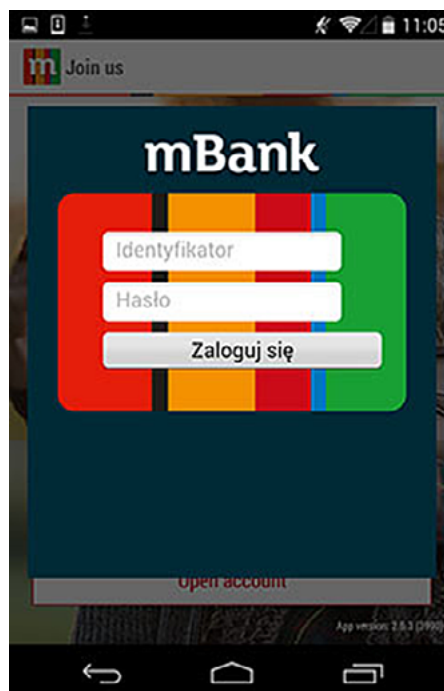 11:05
m Join us
mBank
Identyfikator
Hasło
Zaloguj się
Open account
App version: 2.5.3 (3990)